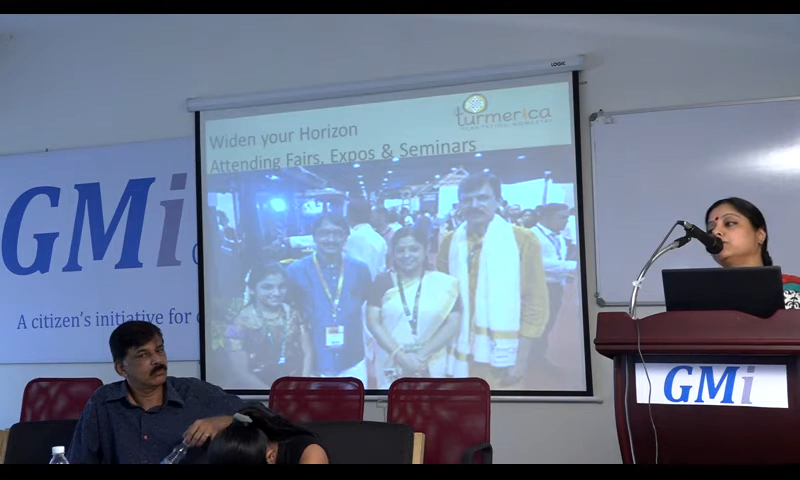 LOGIC
turmerica
Widen your Horizon
Attending Fairs, Expos & Seminars
GMi
A citizen's initiative for
GMi